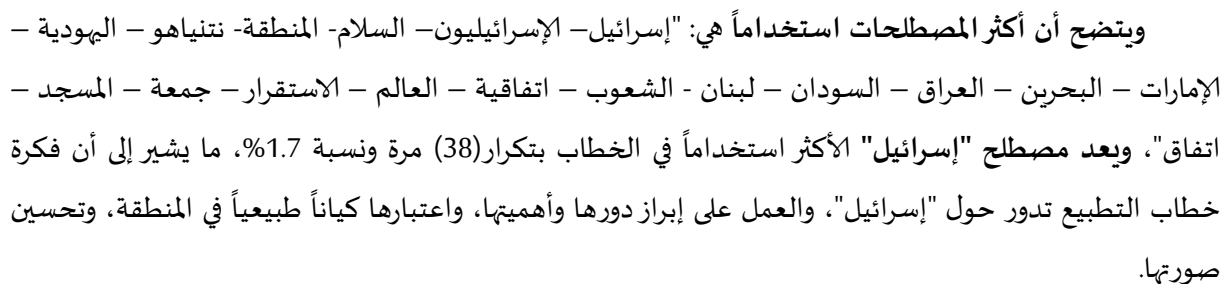 ويتضح أن أكثر المصطلحات استخداماً هي: "إسرائيل– الإسرائيليون– السلام- المنطقة- نتنياهو – اليهودية –
الإمارات – البحرين – العراق – السودان – لبنان - الشعوب – اتفاقية – العالم – الاستقرار – جمعة – المسجد –
اتفاق"، ويعد مصطلح "إسرائيل" الأكثر استخداماً في الخطاب بتكرار(38) مرة ونسبة 1.7%، ما يشير إلى أن فكرة
خطاب التطبيع تدور حول "إسرائيل"، والعمل على إبراز دورها وأهميتها، واعتبارها كياناً طبيعياً في المنطقة، وتحسين
صورتها.